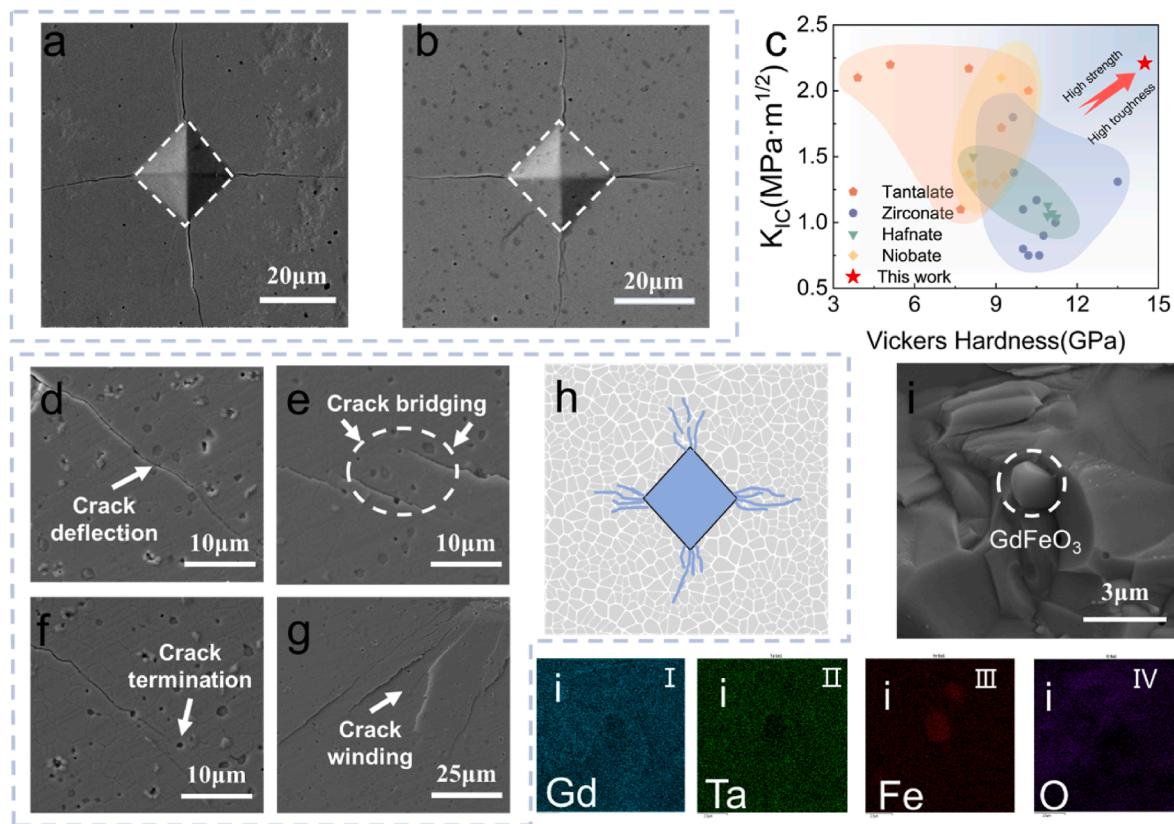 a
20μm
b
20μm
c
K_IC(MPa·m^1/2)
2.5
2.0
1.5
1.0
0.5
3
6
9
12
15
Vickers Hardness(GPa)
High strength
High toughness
Tantalate
Zirconate
Hafnate
Niobate
This work
d
Crack
deflection
10μm
e
Crack bridging
10μm
f
Crack
termination
10μm
g
Crack
winding
25μm
h
i
GdFeO₃
3μm
i
Ⅰ
Gd
i
Ⅱ
Ta
i
Ⅲ
Fe
i
Ⅳ
O